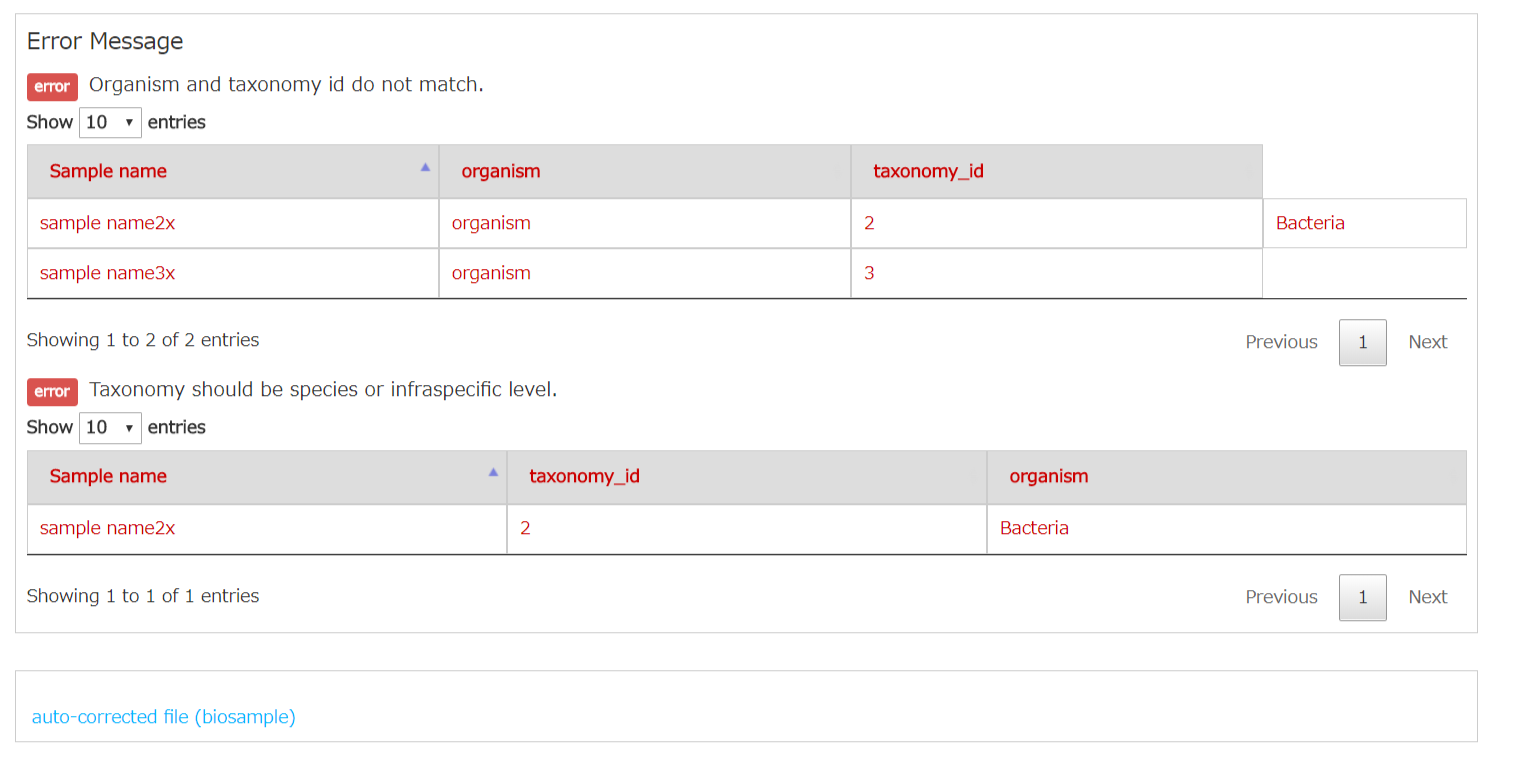 Error Message
error Organism and taxonomy id do not match.
Show 10 entries
Sample name organism taxonomy_id
sample name2x organism 2 Bacteria
sample name3x organism 3
Showing 1 to 2 of 2 entries Previous 1 Next
error Taxonomy should be species or infraspecific level.
Show 10 entries
Sample name taxonomy_id organism
sample name2x 2 Bacteria
Showing 1 to 1 of 1 entries Previous 1 Next
auto-corrected file (biosample)